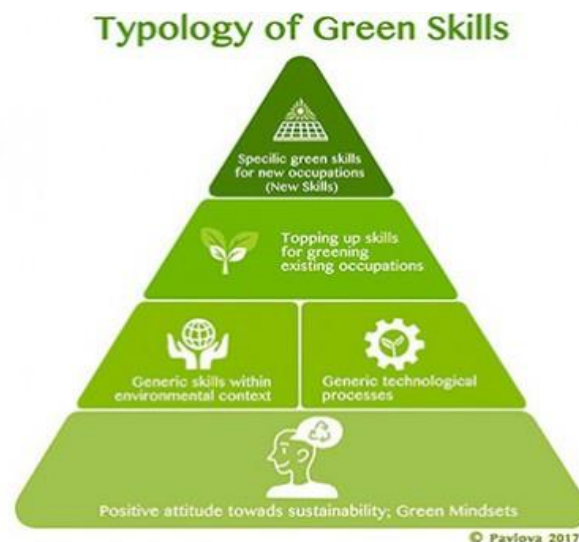 Typology of Green Skills
Specific green skills
for new occupations
(New Skills)
Topping up skills
for greening
existing occupations
Generic skills within
environmental context
Generic technological
processes
Positive attitude towards sustainability; Green Mindsets
© Pavlova 2017